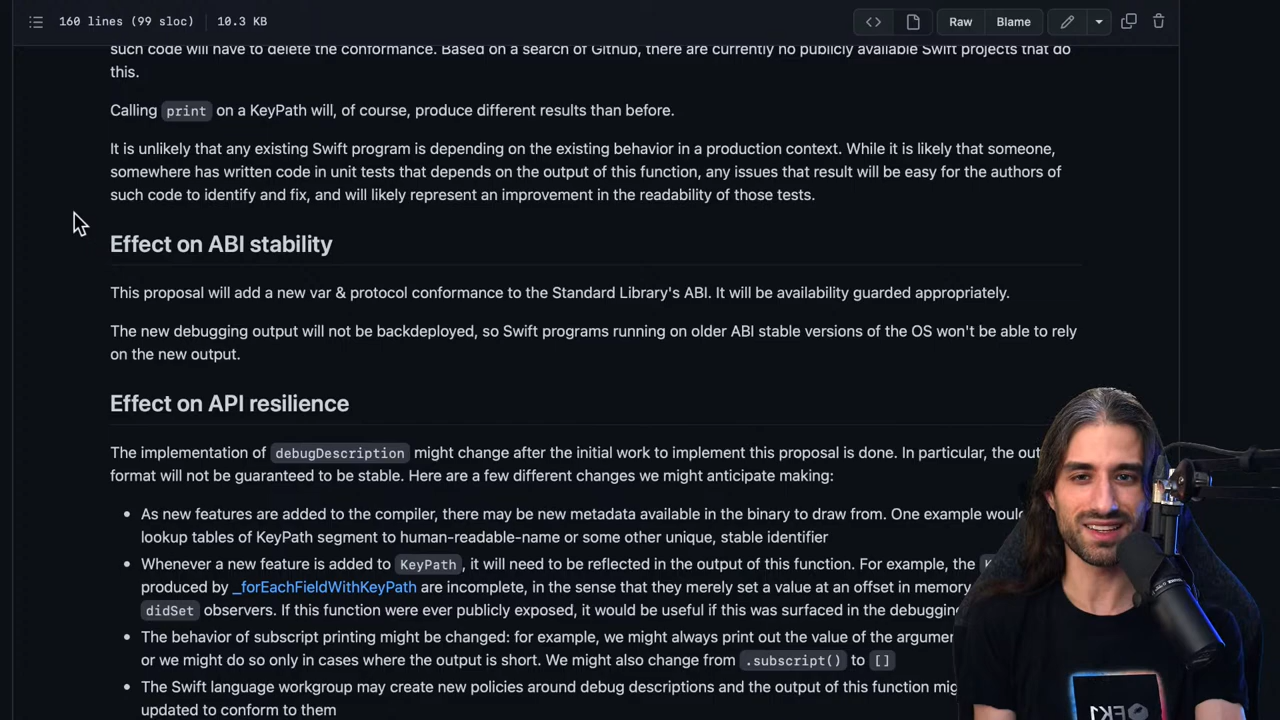 160 lines (99 sloc) 10.3 KB Raw Blame
such code will have to delete the conformance. Based on a search of Github, there are currently no publicly available Swift projects that do
this.
Calling print on a KeyPath will, of course, produce different results than before.
It is unlikely that any existing Swift program is depending on the existing behavior in a production context. While it is likely that someone,
somewhere has written code in unit tests that depends on the output of this function, any issues that result will be easy for the authors of
such code to identify and fix, and will likely represent an improvement in the readability of those tests.
Effect on ABI stability
This proposal will add a new var & protocol conformance to the Standard Library's ABI. It will be availability guarded appropriately.
The new debugging output will not be backdeployed, so Swift programs running on older ABI stable versions of the OS won't be able to rely
on the new output.
Effect on API resilience
The implementation of debugDescription might change after the initial work to implement this proposal is done. In particular, the
format will not be guaranteed to be stable. Here are a few different changes we might anticipate making:
• As new features are added to the compiler, there may be new metadata available in the binary to draw from. One example
lookup tables of KeyPath segment to human-readable-name or some other unique, stable identifier
• Whenever a new feature is added to KeyPath, it will need to be reflected in the output of this function. For example, the
produced by _forEachFieldWithKeyPath are incomplete, in the sense that they merely set a value at an offset in memory
didSet observers. If this function were ever publicly exposed, it would be useful if this was surfaced in the debugging
• The behavior of subscript printing might be changed: for example, we might always print out the value of the
or we might do so only in cases where the output is short. We might also change from .subscript() to []
• The Swift language workgroup may create new policies around debug descriptions and the output of this function
updated to conform to them